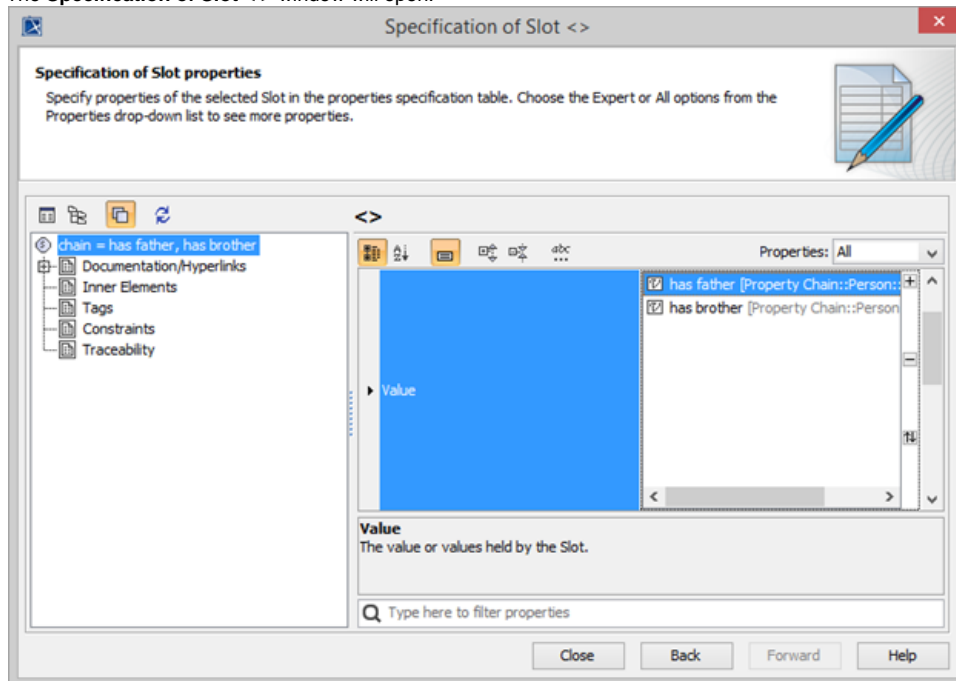 Specification of Slot <>
Specification of Slot properties
Specify properties of the selected Slot in the properties specification table. Choose the Expert or All options from the
Properties drop-down list to see more properties.
<>
chain = has father, has brother
Documentation/Hyperlinks
Inner Elements
Tags
Constraints
Traceability
Properties: All
has father [Property Chain::Person::
has brother [Property Chain::Person
Value
Value
The value or values held by the Slot.
Type here to filter properties
Close Back Forward Help